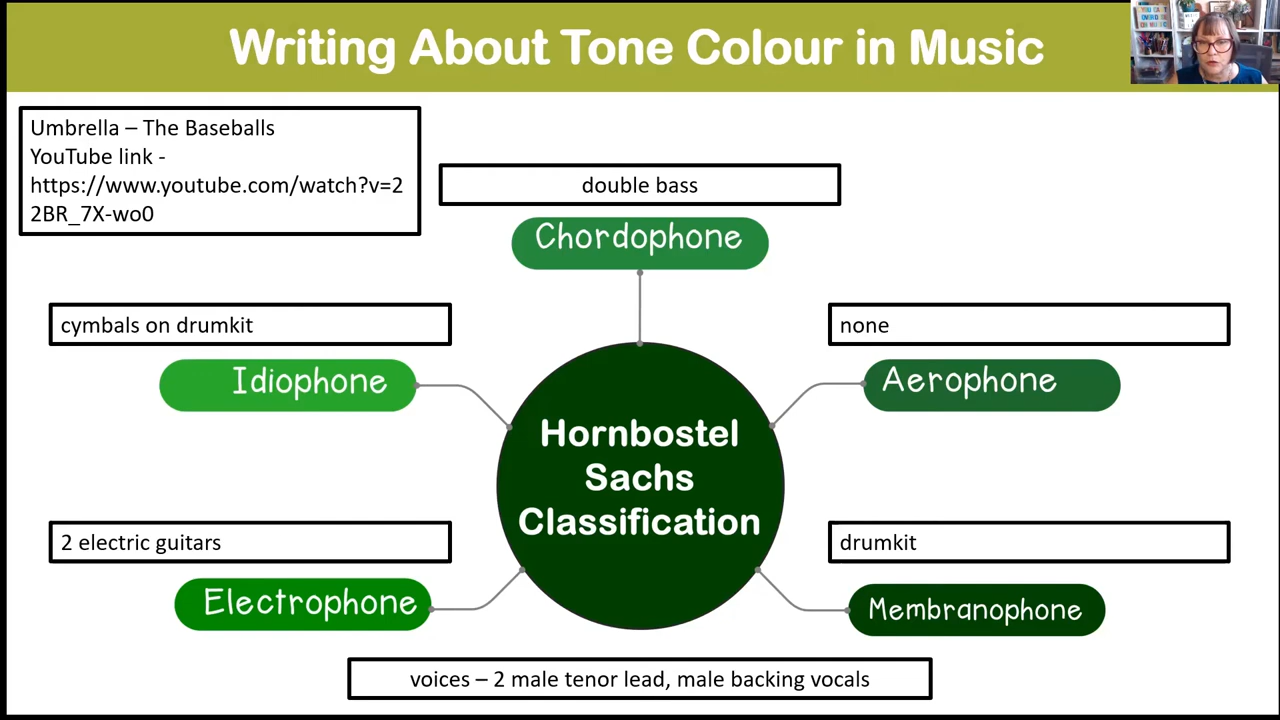 Writing About Tone Colour in Music
Umbrella – The Baseballs
YouTube link -
https://www.youtube.com/watch?v=2
2BR_7X-wo0
double bass
Chordophone
cymbals on drumkit
Idiophone
none
Aerophone
Hornbostel
Sachs
Classification
2 electric guitars
Electrophone
drumkit
Membranophone
voices – 2 male tenor lead, male backing vocals